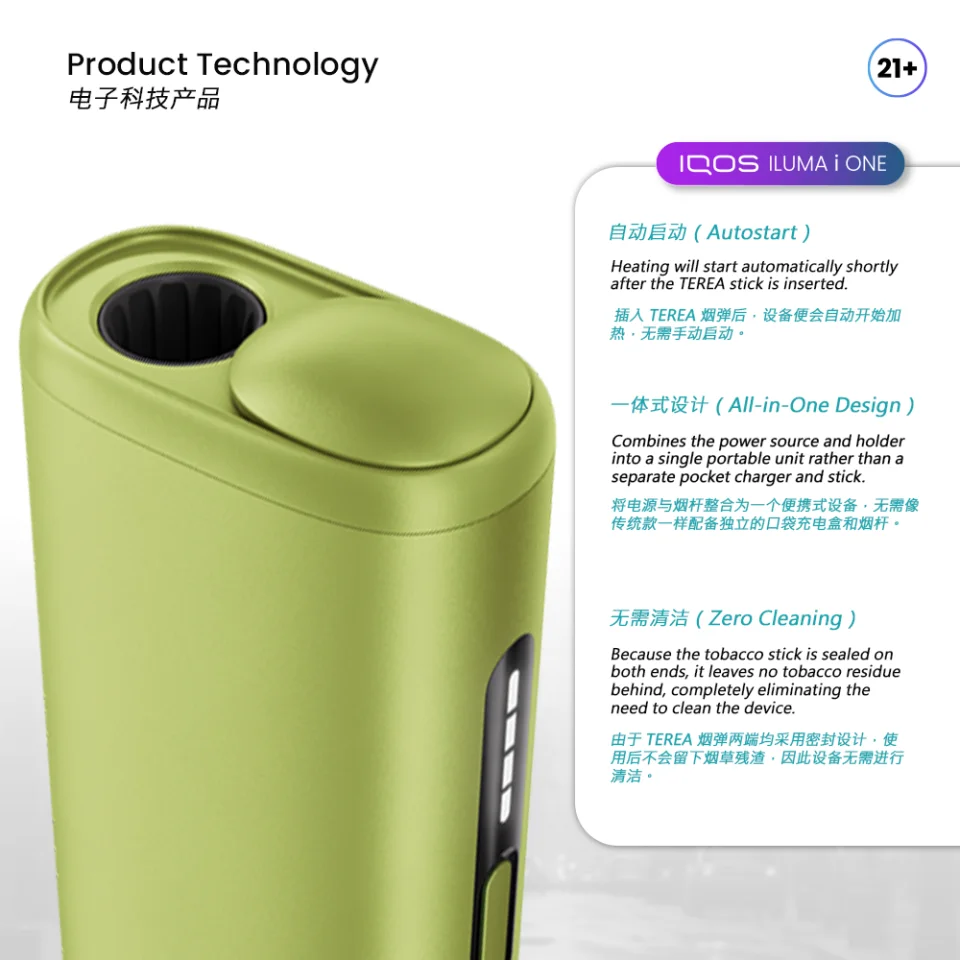 Product Technology
电子科技产品
21+
IQOS ILUMA i ONE
自动启动 ( Autostart )
Heating will start automatically shortly
after the TEREA stick is inserted.
插入 TEREA 烟弹后，设备便会自动开始加
热，无需手动启动。
一体式设计 ( All-in-One Design )
Combines the power source and holder
into a single portable unit rather than a
separate pocket charger and stick.
将电源与烟杆整合为一个便携式设备，无需像
传统款一样配备独立的口袋充电盒和烟杆。
无需清洁 ( Zero Cleaning )
Because the tobacco stick is sealed on
both ends, it leaves no tobacco residue
behind, completely eliminating the
need to clean the device.
由于 TEREA 烟弹两端均采用密封设计，使
用后不会留下烟草残渣，因此设备无需进行
清洁。